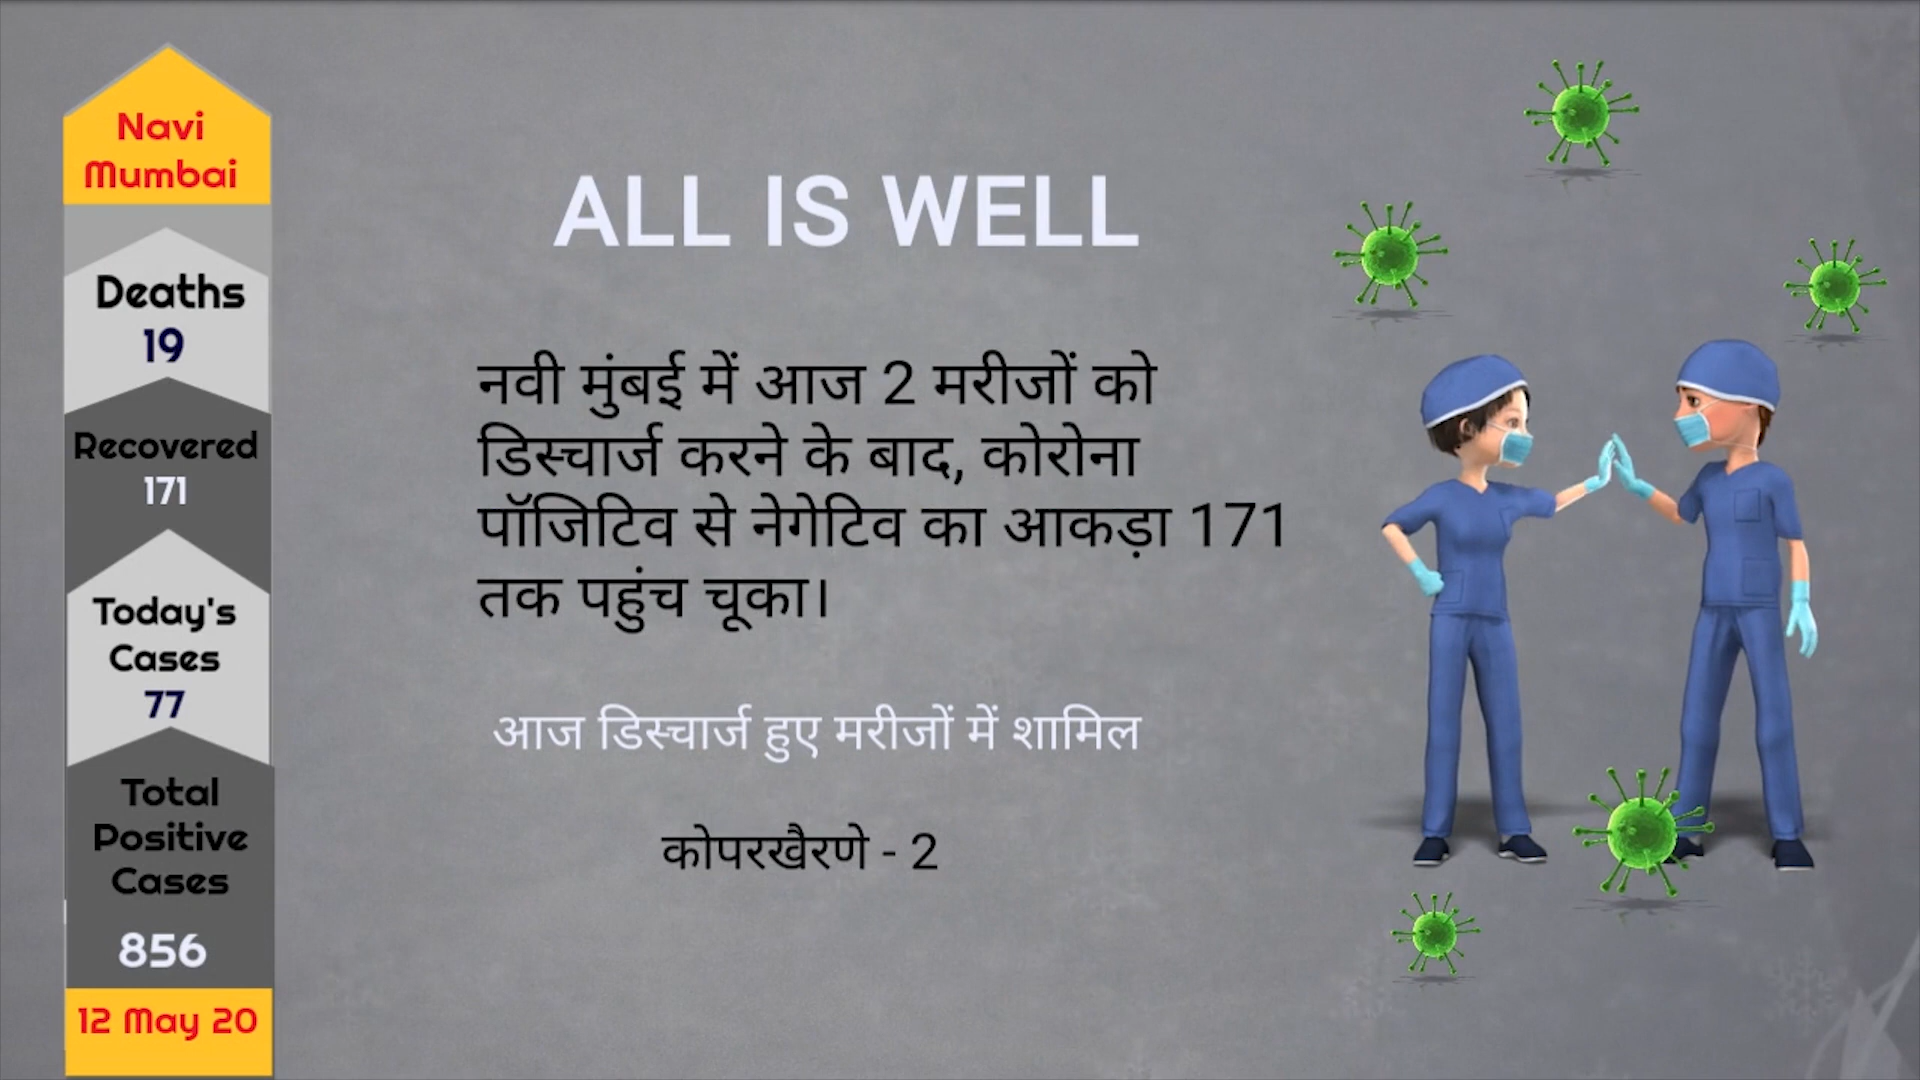 Navi
Mumbai
Deaths
19
Recovered
171
Today's
Cases
77
Total
Positive
Cases
856
12 May 20
ALL IS WELL
नवी मुंबई में आज 2 मरीजों को
डिस्चार्ज करने के बाद, कोरोना
पॉजिटिव से नेगेटिव का आकड़ा 171
तक पहुंच चूका।
आज डिस्चार्ज हुए मरीजों में शामिल
कोपरखैरणे - 2